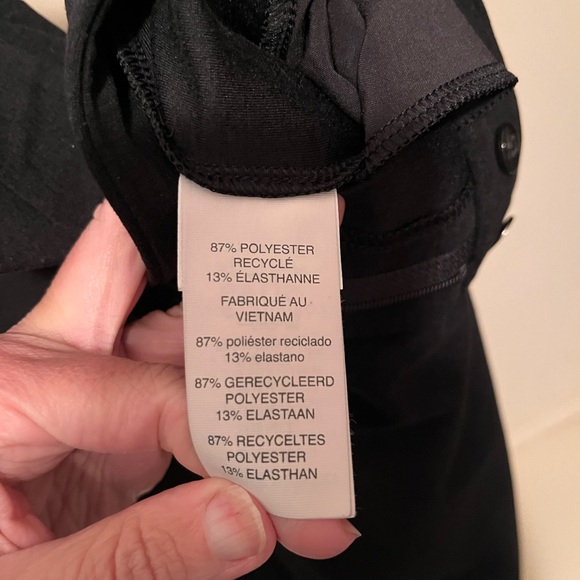 87% POLYESTER
RECYCLÉ
13% ÉLASTHANNE
FABRIQUÉ AU
VIETNAM
87% poliéster reciclado
13% elastano
87% GERECYCLEERD
POLYESTER
13% ELASTAAN
87% RECYCELTES
POLYESTER
13% ELASTHAN